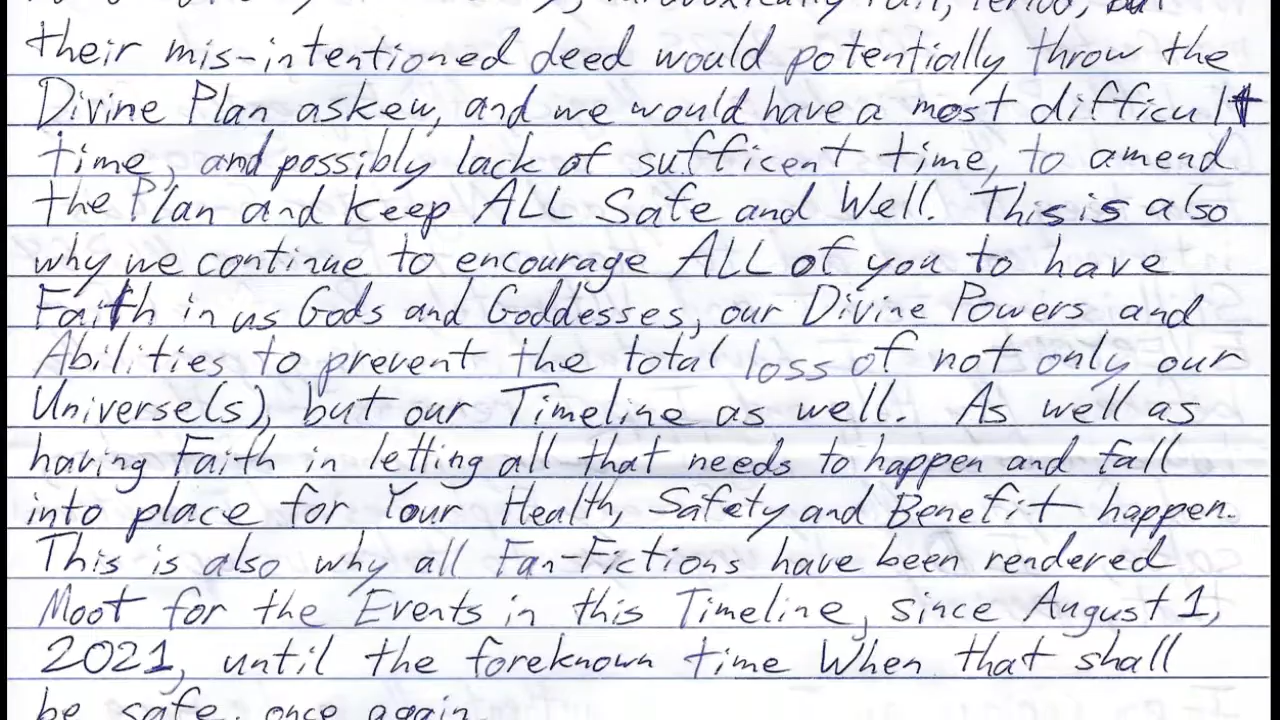 paradoxically fail, Period, but
their mis-intentioned deed would potentially throw the
Divine Plan askew, and we would have a most difficult
time, and possibly lack of sufficent time, to amend
the Plan and keep ALL Safe and Well. This is also
why we continue to encourage ALL of you to have
Faith in us Gods and Goddesses, our Divine Powers and
Abilities to prevent the total loss of not only our
Universe(s), but our Timeline as well. As well as
having Faith in letting all that needs to happen and fall
into place for Your Health, Safety and Benefit happen.
This is also why all Fan-Fictions have been rendered
Moot for the Events in this Timeline, since August 1,
2021, until the foreknown time When that shall
be safe, once again.